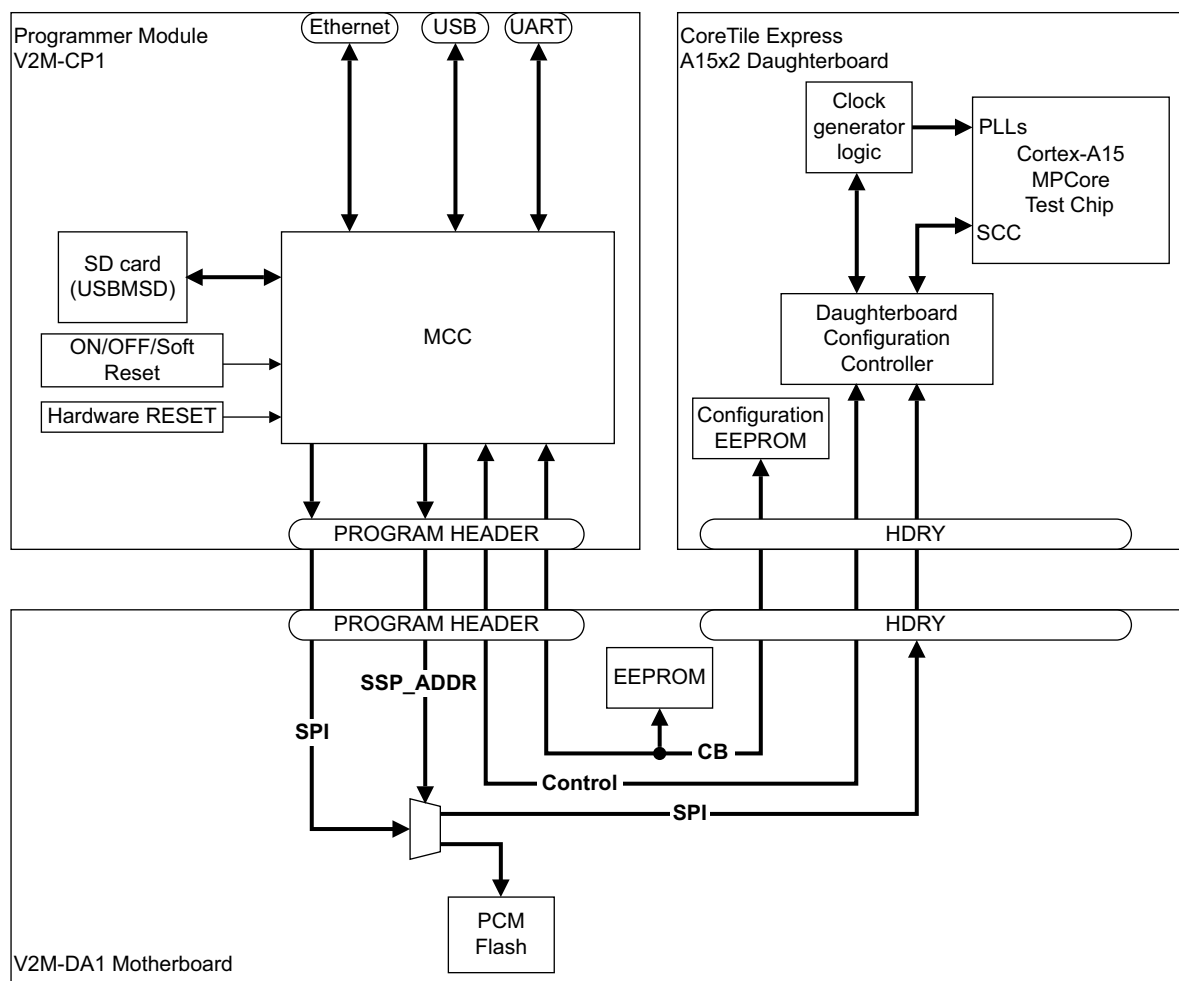 Programmer Module
V2M-CP1
Ethernet
USB
UART
SD card
(USBMSD)
ON/OFF/Soft
Reset
Hardware RESET
MCC
PROGRAM HEADER
CoreTile Express
A15x2 Daughterboard
Clock
generator
logic
PLLs
Cortex-A15
MPCore
Test Chip
SCC
Daughterboard
Configuration
Controller
Configuration
EEPROM
HDRY
PROGRAM HEADER
HDRY
SSP_ADDR
EEPROM
SPI
CB
Control
SPI
PCM
Flash
V2M-DA1 Motherboard